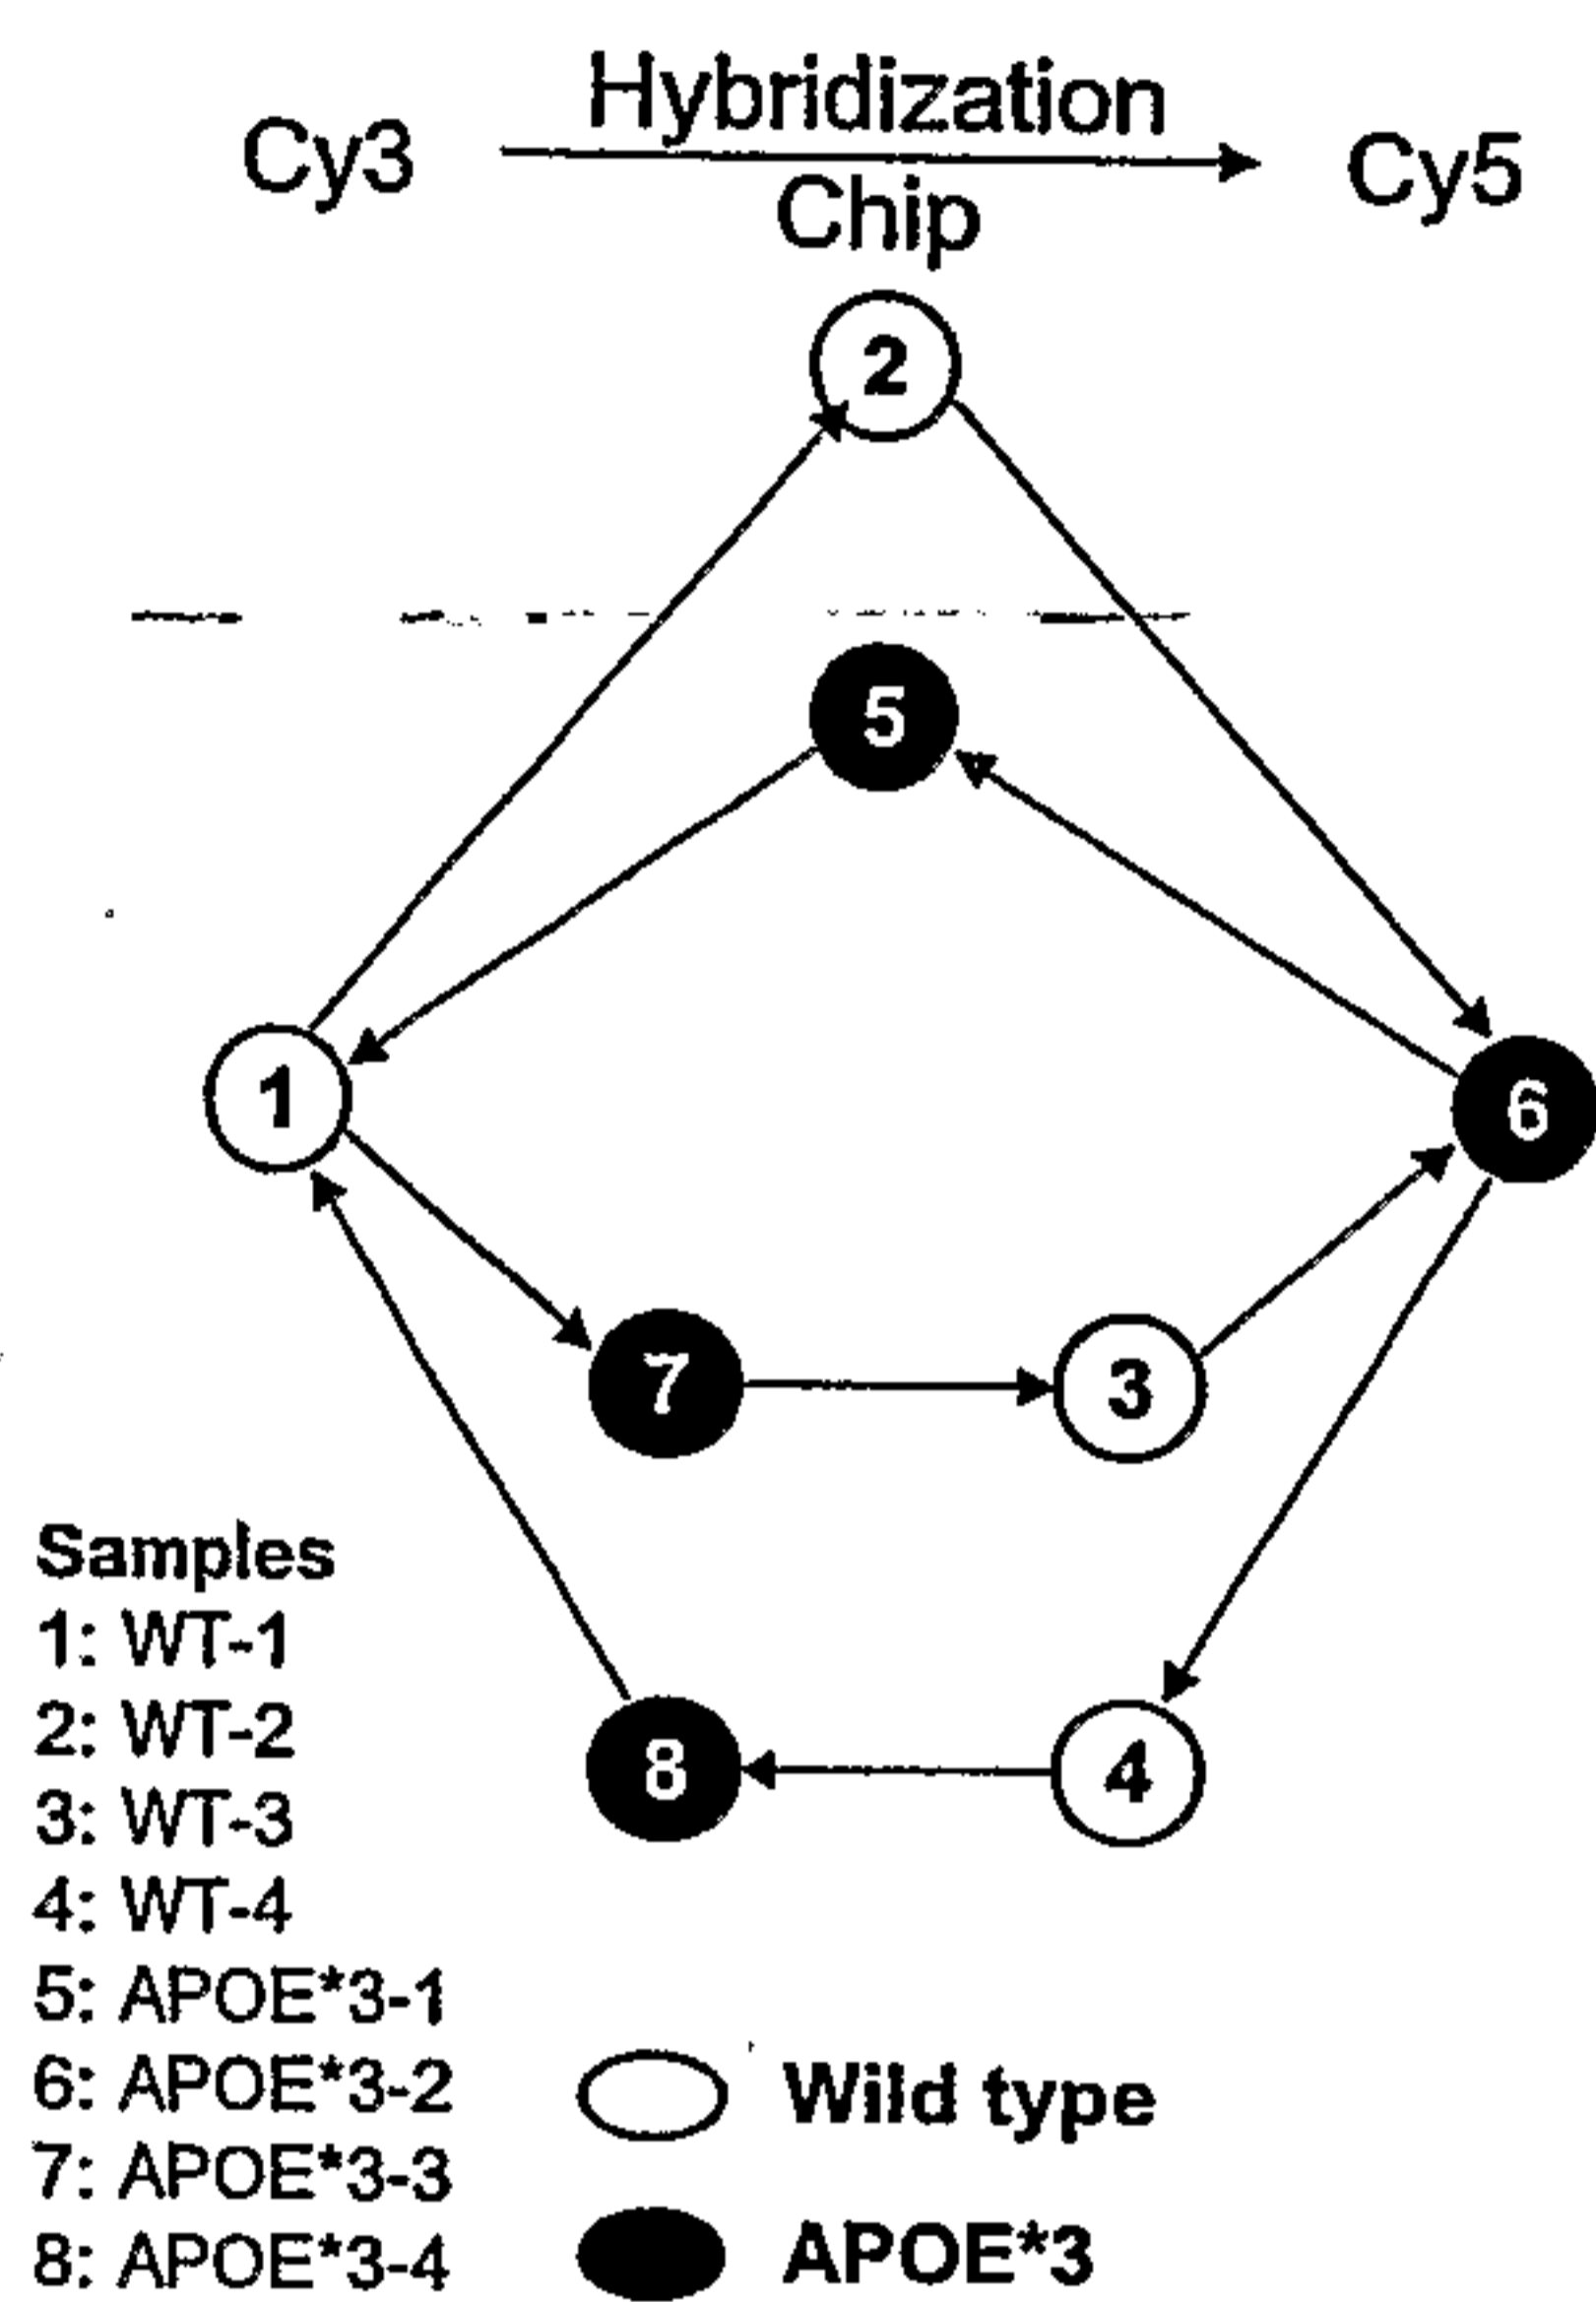 Hybridization
Cy3 Cy5
Chip
2
5
1
6
7 3
8 4
Samples
1: WT-1
2: WT-2
3: WT-3
4: WT-4
5: APOE*3-1
6: APOE*3-2
7: APOE*3-3
8: APOE*3-4
Wild type
APOE*3